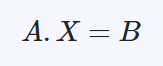 A.X = B